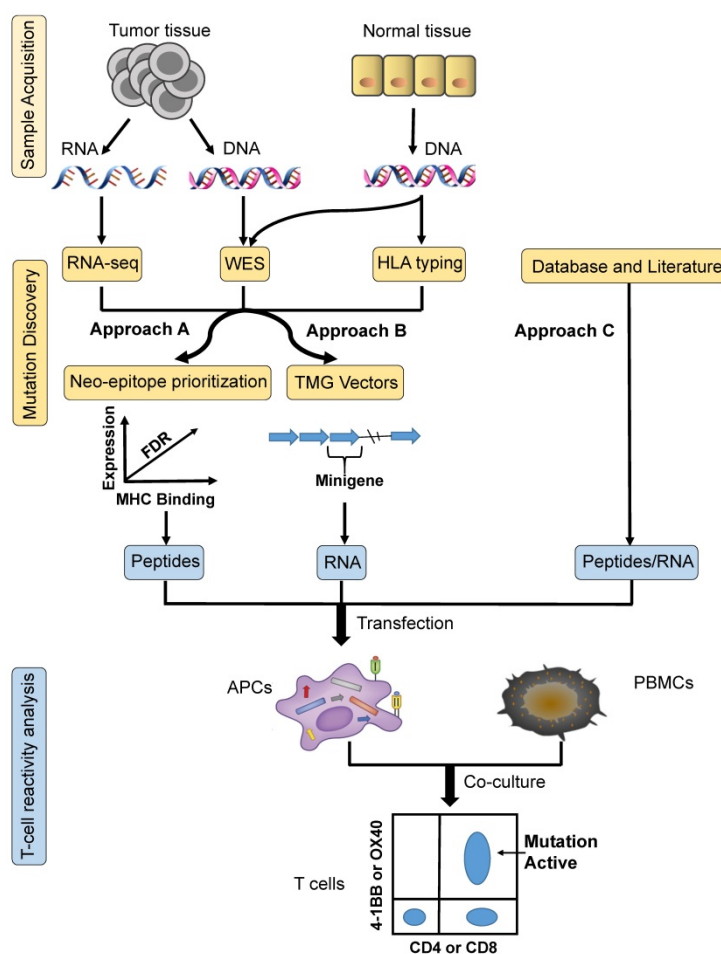 Sample Acquisition
Tumor tissue
Normal tissue
RNA
DNA
DNA
Mutation Discovery
RNA-seq
WES
HLA typing
Database and Literature
Approach A
Approach B
Approach C
Neo-epitope prioritization
TMG Vectors
Expression
FDR
MHC Binding
Minigene
Peptides
RNA
Peptides/RNA
Transfection
T-cell reactivity analysis
APCs
I
II
PBMCs
Co-culture
T cells
4-1BB or OX40
Mutation
Active
CD4 or CD8